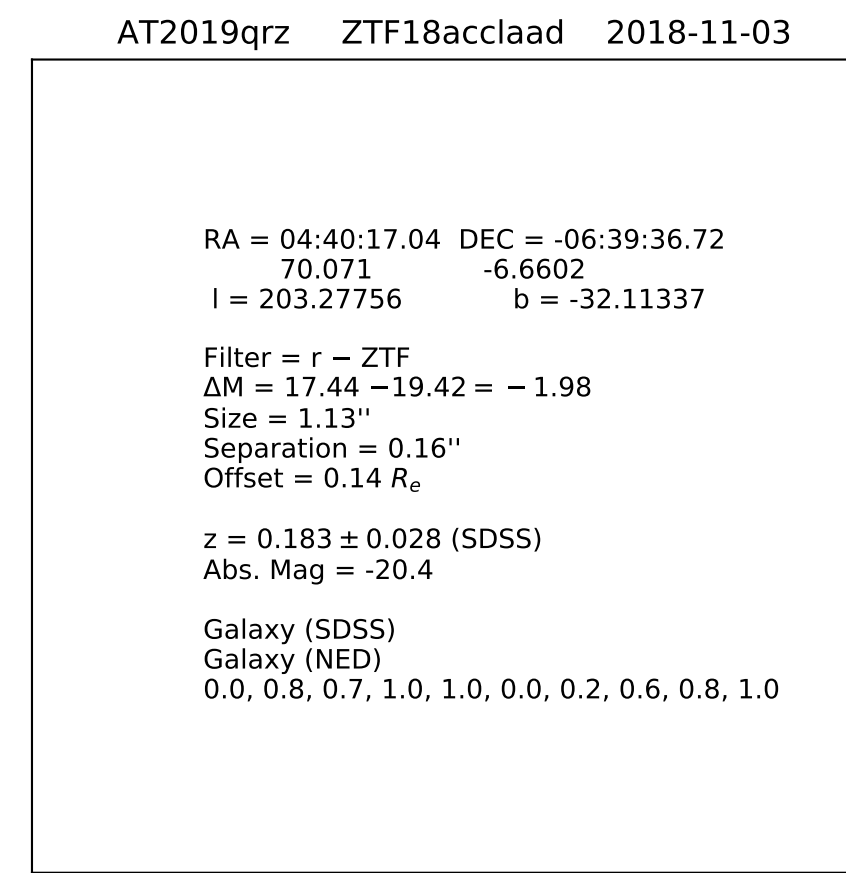 AT2019qrz ZTF18acclaad 2018-11-03
RA = 04:40:17.04 DEC = -06:39:36.72
70.071 -6.6602
l = 203.27756 b = -32.11337
Filter = r − ZTF
ΔM = 17.44 −19.42 = − 1.98
Size = 1.13''
Separation = 0.16''
Offset = 0.14 Re
z = 0.183 ± 0.028 (SDSS)
Abs. Mag = -20.4
Galaxy (SDSS)
Galaxy (NED)
0.0, 0.8, 0.7, 1.0, 1.0, 0.0, 0.2, 0.6, 0.8, 1.0